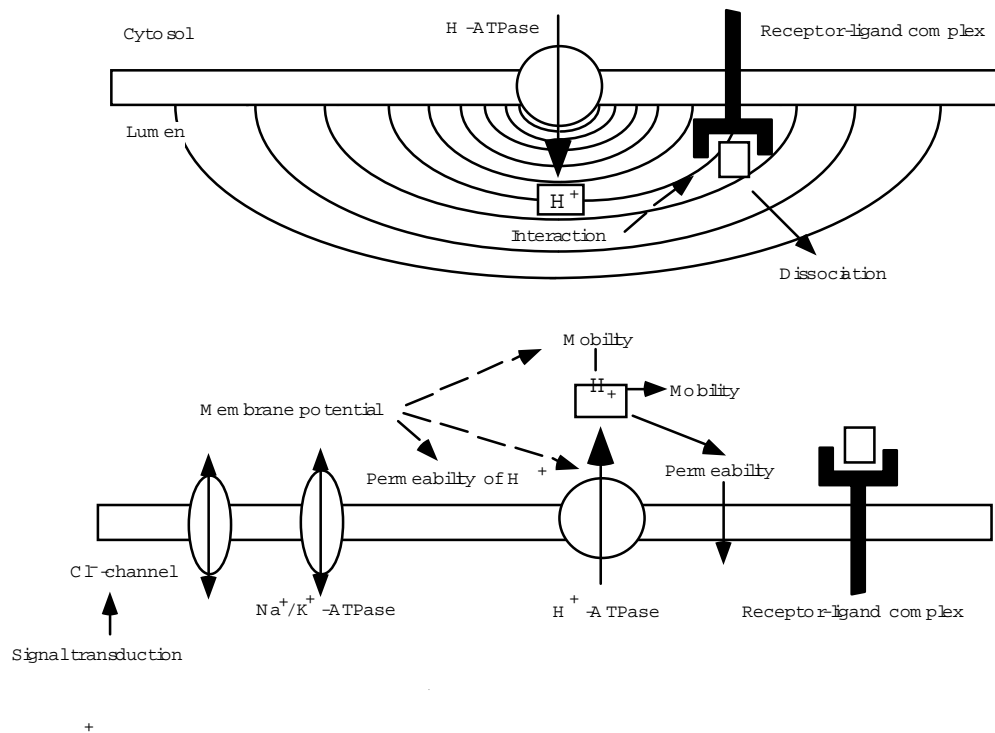 H -ATPase
Receptor-ligand complex
Cytosol
Lumen
H+
Interaction
Dissociation
Mobility
H+
Mobility
Membrane potential
Permeability of H +
Permeability
Cl--channel
Na+/K+ -ATPase
H + -ATPase
Receptor-ligand complex
Signal transduction
+